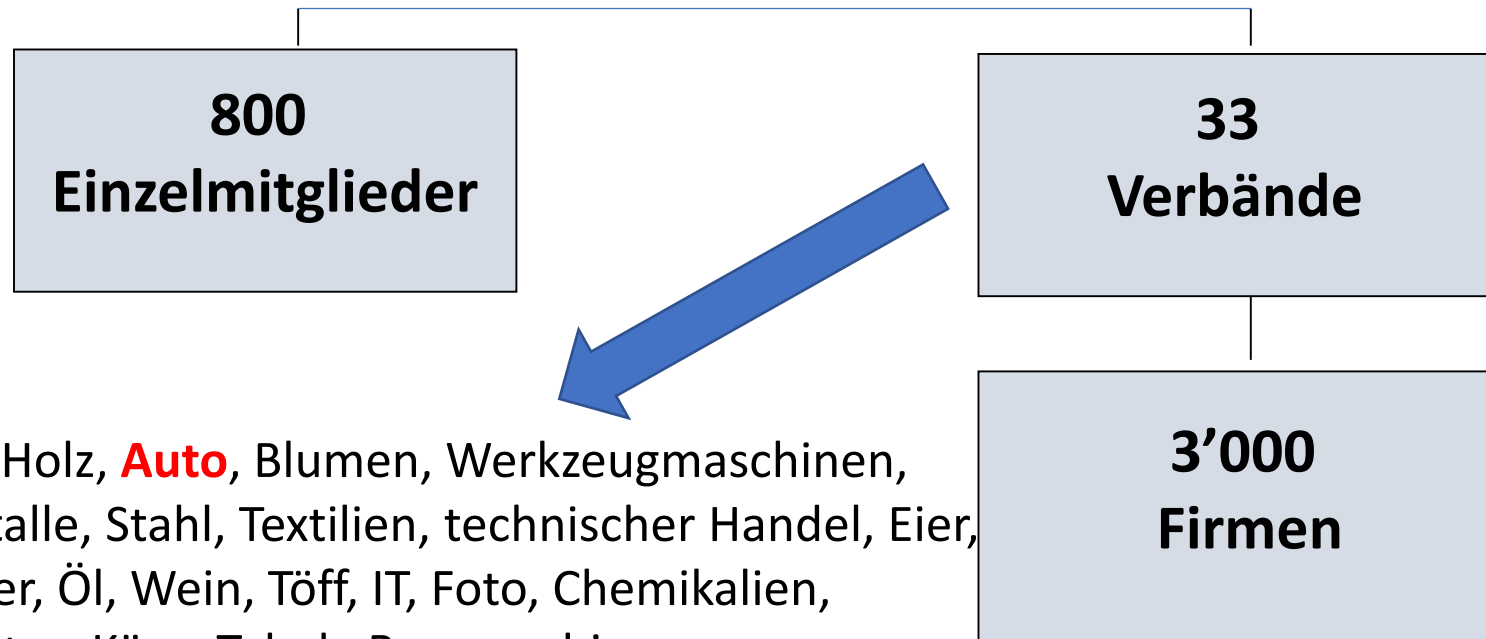 800
Einzelmitglieder
33
Verbände
Holz, Auto, Blumen, Werkzeugmaschinen,
Stahl, Textilien, technischer Handel, Eier,
Öl, Wein, Töff, IT, Foto, Chemikalien,
3’000
Firmen